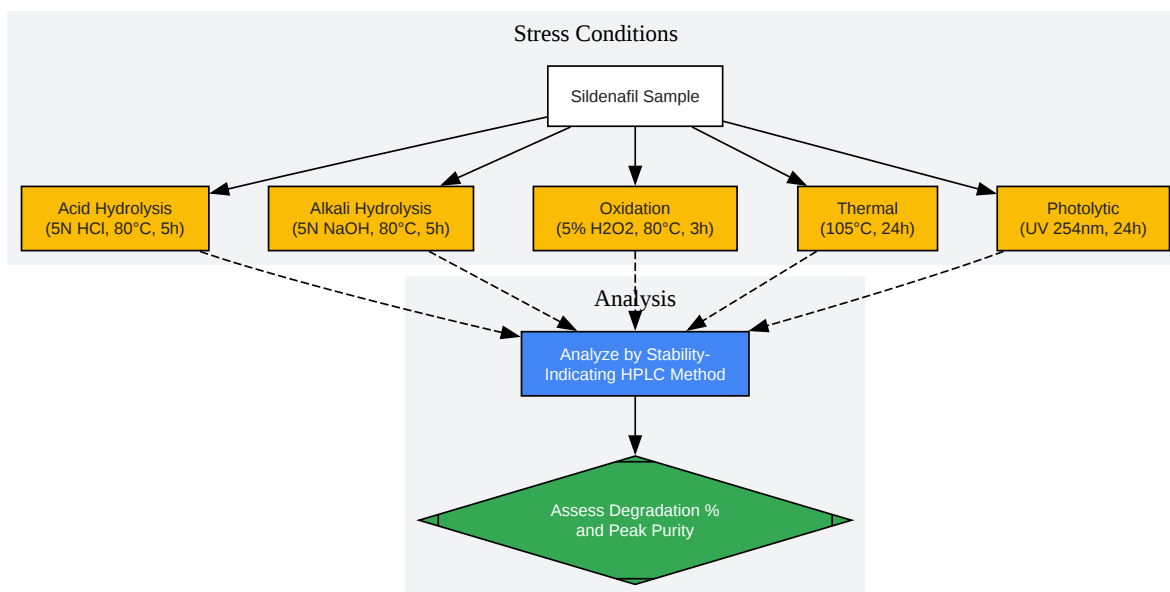 Stress Conditions
Sildenafil Sample
Acid Hydrolysis
(5N HCl, 80°C, 5h)
Alkali Hydrolysis
(5N NaOH, 80°C, 5h)
Oxidation
(5% H2O2, 80°C, 3h)
Thermal
(105°C, 24h)
Photolytic
(UV 254nm, 24h)
Analysis
Analyze by Stability-
Indicating HPLC Method
Assess Degradation %
and Peak Purity